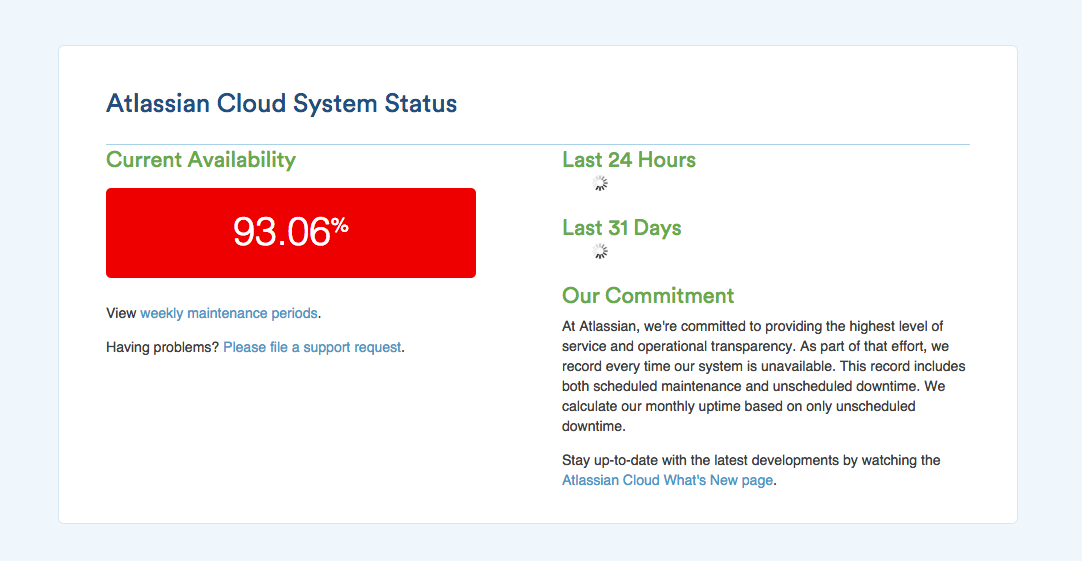 Atlassian Cloud System Status
Current Availability
93.06%
View weekly maintenance periods.
Having problems? Please file a support request.
Last 24 Hours
Last 31 Days
Our Commitment
At Atlassian, we're committed to providing the highest level of
service and operational transparency. As part of that effort, we
record every time our system is unavailable. This record includes
both scheduled maintenance and unscheduled downtime. We
calculate our monthly uptime based on only unscheduled
downtime.
Stay up-to-date with the latest developments by watching the
Atlassian Cloud What's New page.